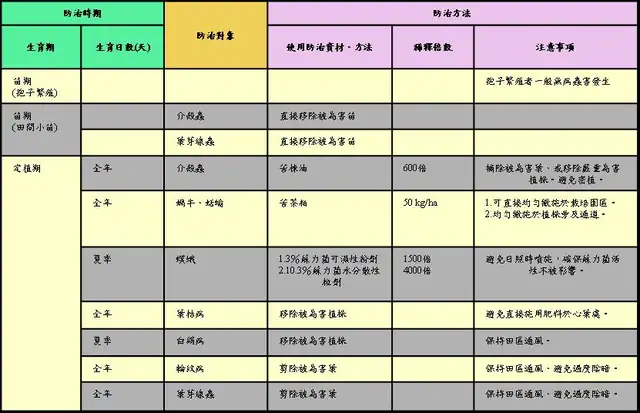 防治時期
防治對象
防治方法
生育期
生育日數(天)
使用防治資材、方法
稀釋倍數
注意事項
苗期
(孢子繁殖)
孢子繁殖者一般無病蟲害發生
苗期
(田間小苗)
介殼蟲
直接移除被為害苗
葉芽線蟲
直接移除被為害苗
定植期
全年
介殼蟲
苦楝油
600倍
摘除被為害葉、或移除嚴重為害
植株。避免密植。
全年
蝸牛、蛞蝓
苦茶粕
50 kg/ha
1.可直接均勻撒施於栽培園區。
2.均勻撒施於植株旁及通道。
夏季
螟蛾
1.3%蘇力菌可濕性粉劑
2.10.3%蘇力菌水分散性
粒劑
1500倍
4000倍
避免日照時噴施，確保蘇力菌活
性不被影響。
全年
葉枯病
移除被為害植株
避免直接施用肥料於心葉處。
夏季
白絹病
移除被為害植株
保持田區通風。
全年
輪紋病
剪除被為害葉
保持田區通風、避免過度陰暗。
全年
葉芽線蟲
剪除被為害葉
保持田區通風、避免過度陰暗。